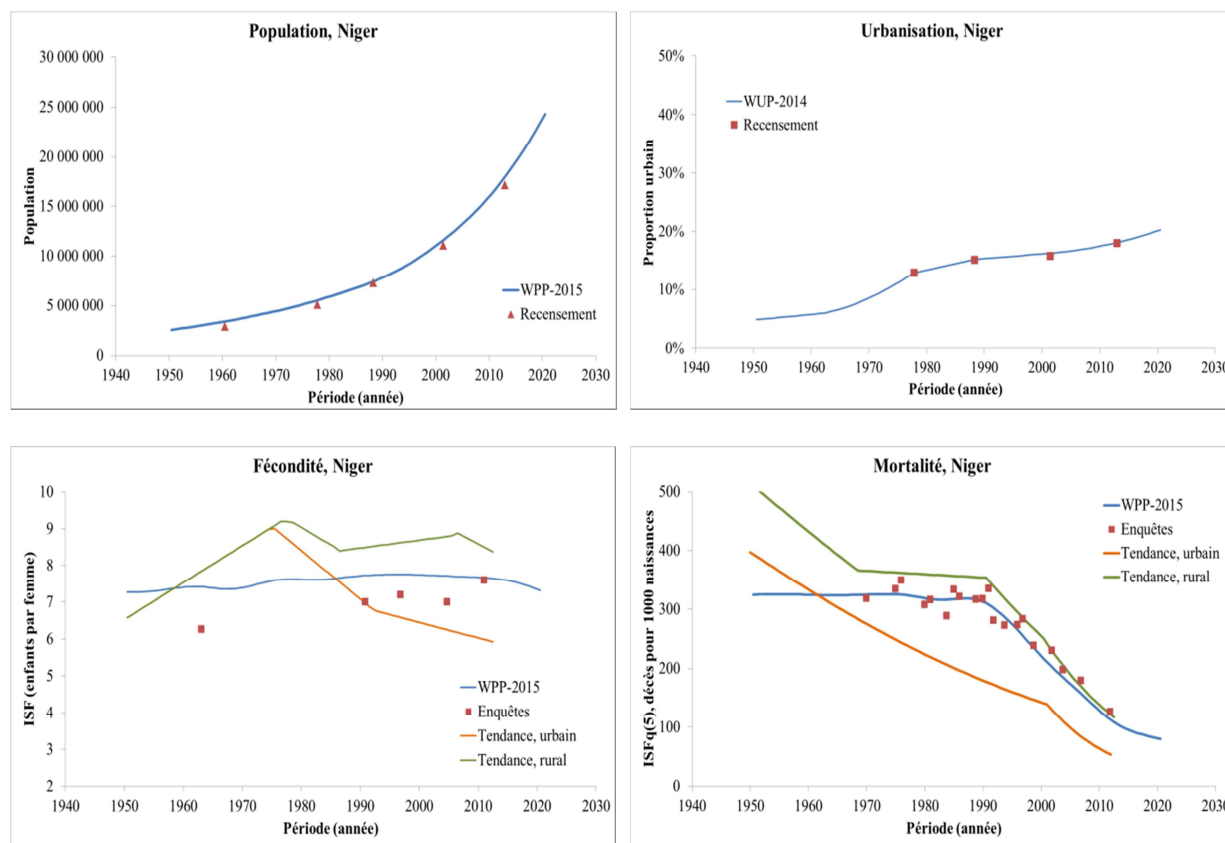 Population, Niger
30 000 000
25 000 000
20 000 000
15 000 000
10 000 000
5 000 000
0
Population
WPP-2015
Recensement
1940 1950 1960 1970 1980 1990 2000 2010 2020 2030
Période (année)
Urbanisation, Niger
50%
40%
30%
20%
10%
0%
Proportion urbain
WUP-2014
Recensement
1940 1950 1960 1970 1980 1990 2000 2010 2020 2030
Période (année)
Fécondité, Niger
10
9
8
7
6
5
4
3
2
ISF (enfants par femme)
WPP-2015
Enquêtes
Tendance, urbain
Tendance, rural
1940 1950 1960 1970 1980 1990 2000 2010 2020 2030
Période (année)
Mortalité, Niger
500
400
300
200
100
0
ISFq(5), décès pour 1000 naissances
WPP-2015
Enquêtes
Tendance, urbain
Tendance, rural
1940 1950 1960 1970 1980 1990 2000 2010 2020 2030
Période (année)